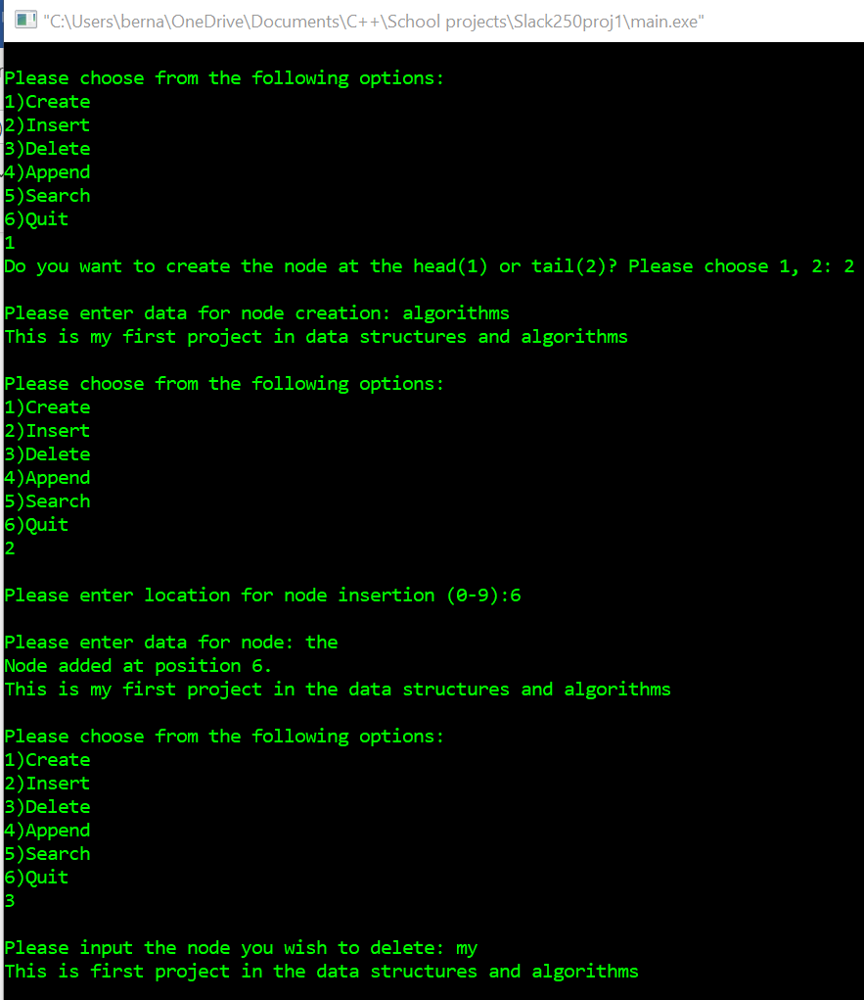 "C:\Users\berna\OneDrive\Documents\C++\School projects\Slack250proj1\main.exe"
Please choose from the following options:
1)Create
2)Insert
3)Delete
4)Append
5)Search
6)Quit
1
Do you want to create the node at the head(1) or tail(2)? Please choose 1, 2: 2
Please enter data for node creation: algorithms
This is my first project in data structures and algorithms
Please choose from the following options:
1)Create
2)Insert
3)Delete
4)Append
5)Search
6)Quit
2
Please enter location for node insertion (0-9):6
Please enter data for node: the
Node added at position 6.
This is my first project in the data structures and algorithms
Please choose from the following options:
1)Create
2)Insert
3)Delete
4)Append
5)Search
6)Quit
3
Please input the node you wish to delete: my
This is first project in the data structures and algorithms